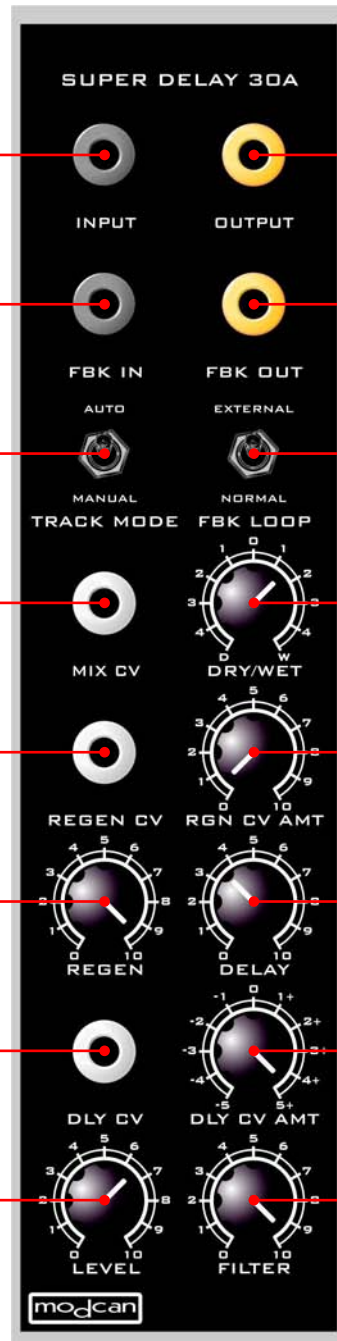 SUPER DELAY 30A
INPUT OUTPUT
FBK IN FBK OUT
AUTO EXTERNAL
MANUAL NORMAL
TRACK MODE FBK LOOP
0
1 1
2 2
3 3
4 4
D W
MIX CV DRY/WET
5
4 6
3 7
2 8
1 9
0 10
REGEN CV RGN CV AMT
5 5
4 6 4 6
3 7 3 7
2 8 2 8
1 9 1 9
0 10 0 10
REGEN DELAY
0
-1 1+
-2 2+
-3 3+
-4 4+
-5 5+
DLY CV DLY CV AMT
5 5
4 6 4 6
3 7 3 7
2 8 2 8
1 9 1 9
0 10 0 10
LEVEL FILTER
modcan